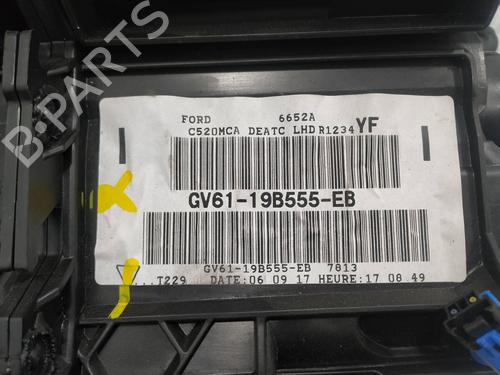 B-PARTS
FORD 6652A
C520MCA DEATC LHD R1234YF
GV61-19B555-EB
GV61-19B555-EB 7813
...T229 DATE:06 09 17 HEURE:17 08.49